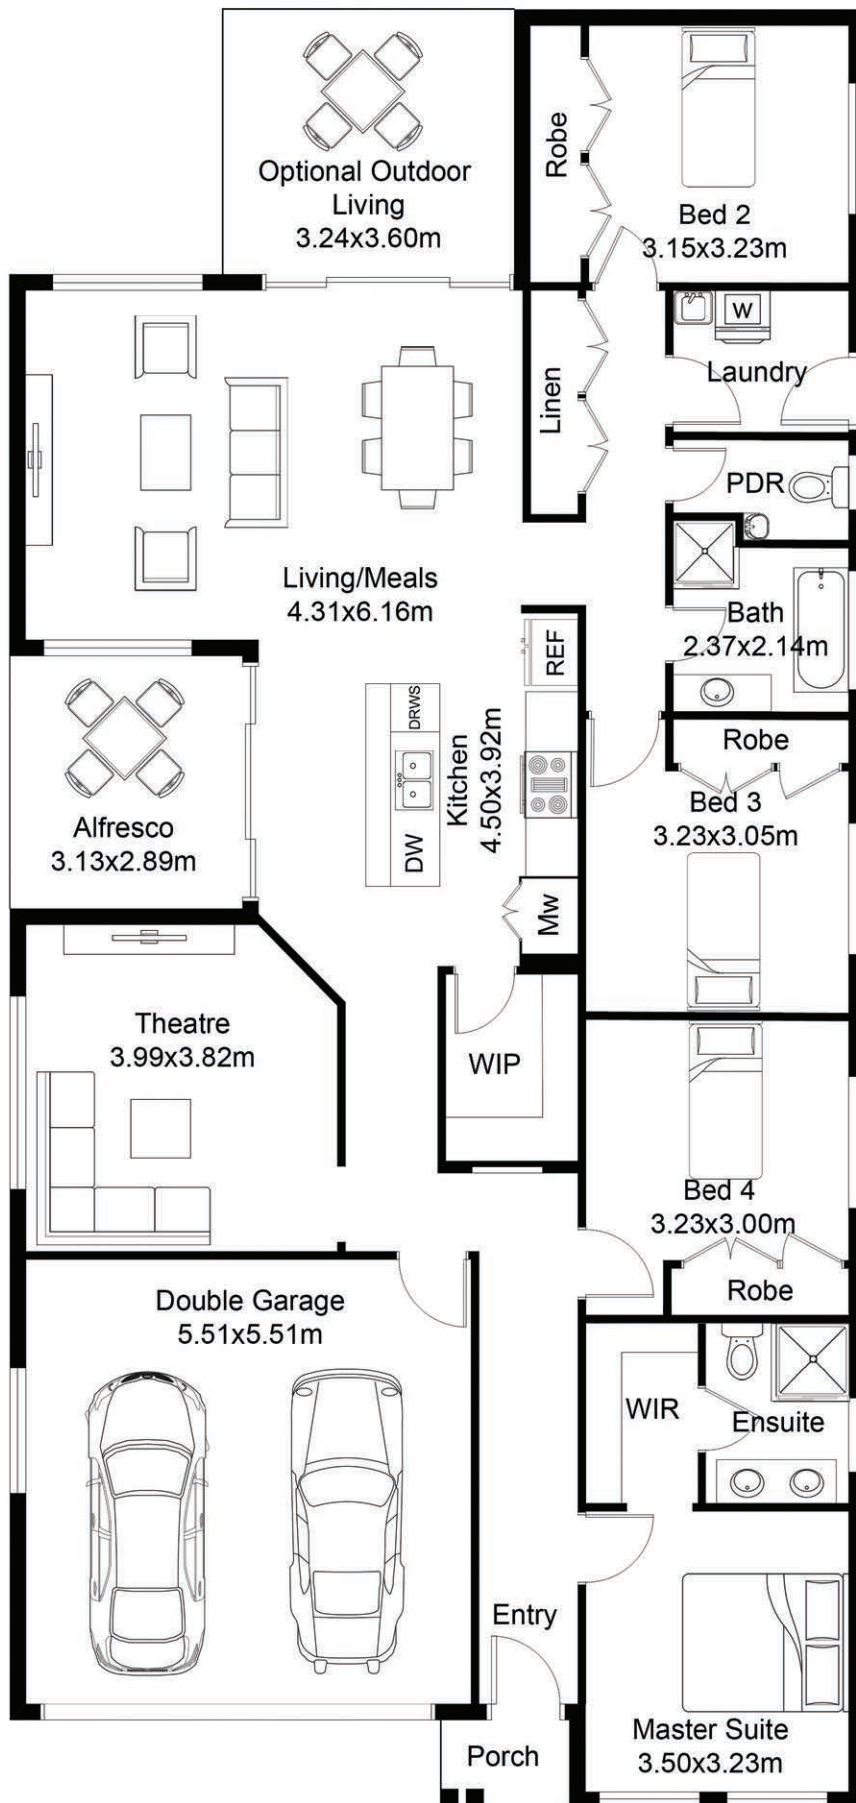 Optional Outdoor
Living
3.24x3.60m
Robe
Bed 2
3.15x3.23m
W
Laundry
Linen
PDR
Living/Meals
4.31x6.16m
Bath
2.37x2.14m
REF
DRWS
Kitchen
4.50x3.92m
DW
Robe
Bed 3
3.23x3.05m
Alfresco
3.13x2.89m
Mw
Theatre
3.99x3.82m
WIP
Bed 4
3.23x3.00m
Robe
Double Garage
5.51x5.51m
WIR
Ensuite
Entry
Master Suite
3.50x3.23m
Porch